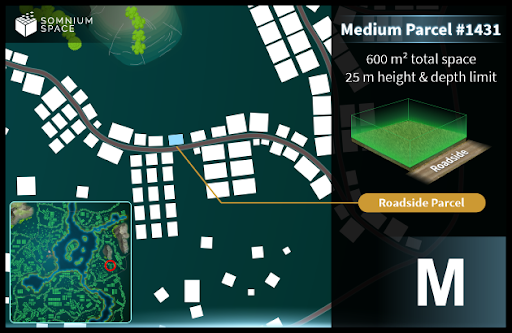 SOMNIUM
SPACE
Medium Parcel #1431
600 m² total space
25 m height & depth limit
Roadside
Roadside Parcel
M